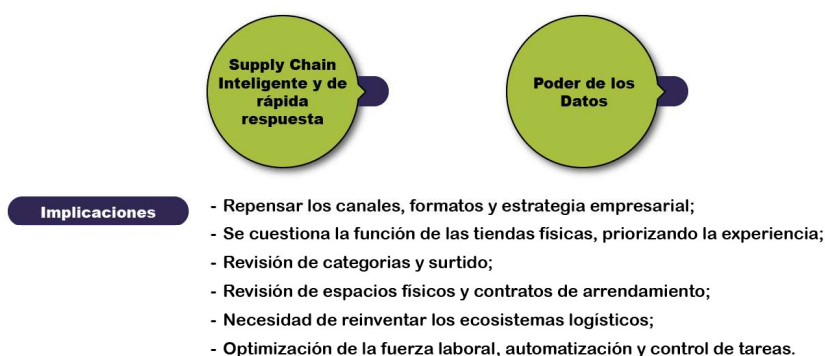 Supply Chain
Inteligente y de
rápida
respuesta
Poder de los
Datos
Implicaciones
- Repensar los canales, formatos y estrategia empresarial;
- Se cuestiona la función de las tiendas físicas, priorizando la experiencia;
- Revisión de categorias y surtido;
- Revisión de espacios físicos y contratos de arrendamiento;
- Necesidad de reinventar los ecosistemas logísticos;
- Optimización de la fuerza laboral, automatización y control de tareas.